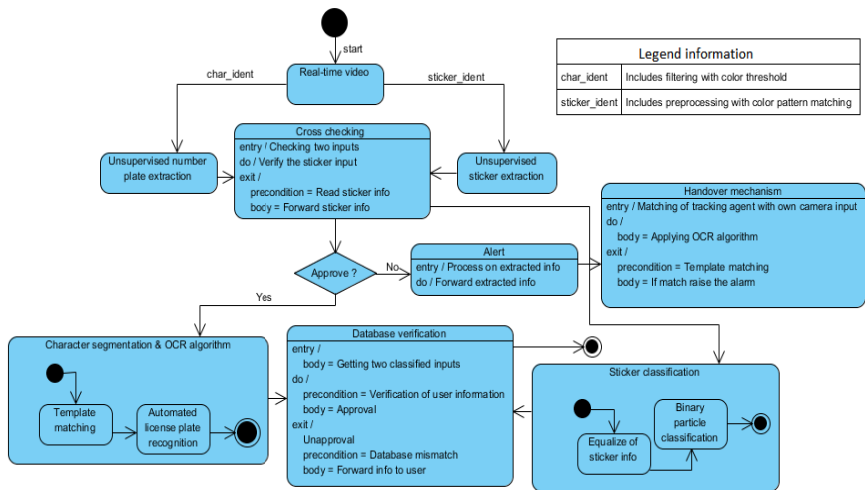 start
Legend information
char_ident Includes filtering with color threshold
sticker_ident Includes preprocessing with color pattern matching
Real-time video
char_ident
sticker_ident
Unsupervised number
plate extraction
Cross checking
entry / Checking two inputs
do / Verify the sticker input
exit /
precondition = Read sticker info
body = Forward sticker info
Unsupervised
sticker extraction
Handover mechanism
entry / Matching of tracking agent with own camera input
do /
body = Applying OCR algorithm
exit /
precondition = Template matching
body = If match raise the alarm
Approve ?
No
Yes
Alert
entry / Process on extracted info
do / Forward extracted info
Character segmentation & OCR algorithm
Template
matching
Automated
license plate
recognition
Database verification
entry /
body = Getting two classified inputs
do /
precondition = Verification of user information
body = Approval
exit /
Unapproval
precondition = Database mismatch
body = Forward info to user
Sticker classification
Equalize of
sticker info
Binary
particle
classification